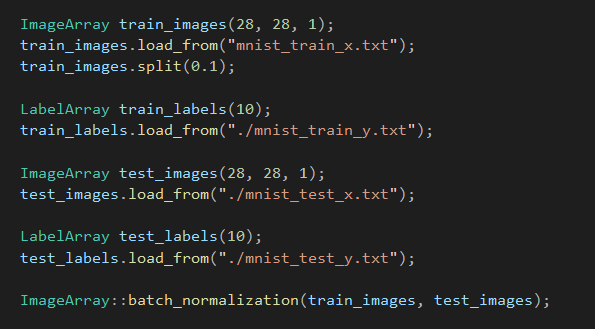 ImageArray train_images(28, 28, 1);
train_images.load_from("mnist_train_x.txt");
train_images.split(0.1);
LabelArray train_labels(10);
train_labels.load_from("./mnist_train_y.txt");
ImageArray test_images(28, 28, 1);
test_images.load_from("./mnist_test_x.txt");
LabelArray test_labels(10);
test_labels.load_from("./mnist_test_y.txt");
ImageArray::batch_normalization(train_images, test_images);